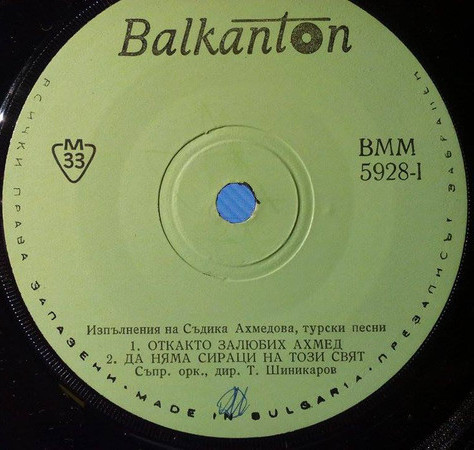 Balkanton
M
33
BMM
5928-I
Изпълнения на Съдика Ахмедова, турски песни
1. ОТКАКТО ЗАЛЮБИХ АХМЕД
2. ДА НЯМА СИРАЦИ НА ТОЗИ СВЯТ
Съпр. орк., дир. Т. Шиникаров
ВСИЧКИ ПРАВА ЗАПАЗЕНИ · MADE IN BULGARIA · ПРЕЗАПИСЪТ ЗАБРАНЕН